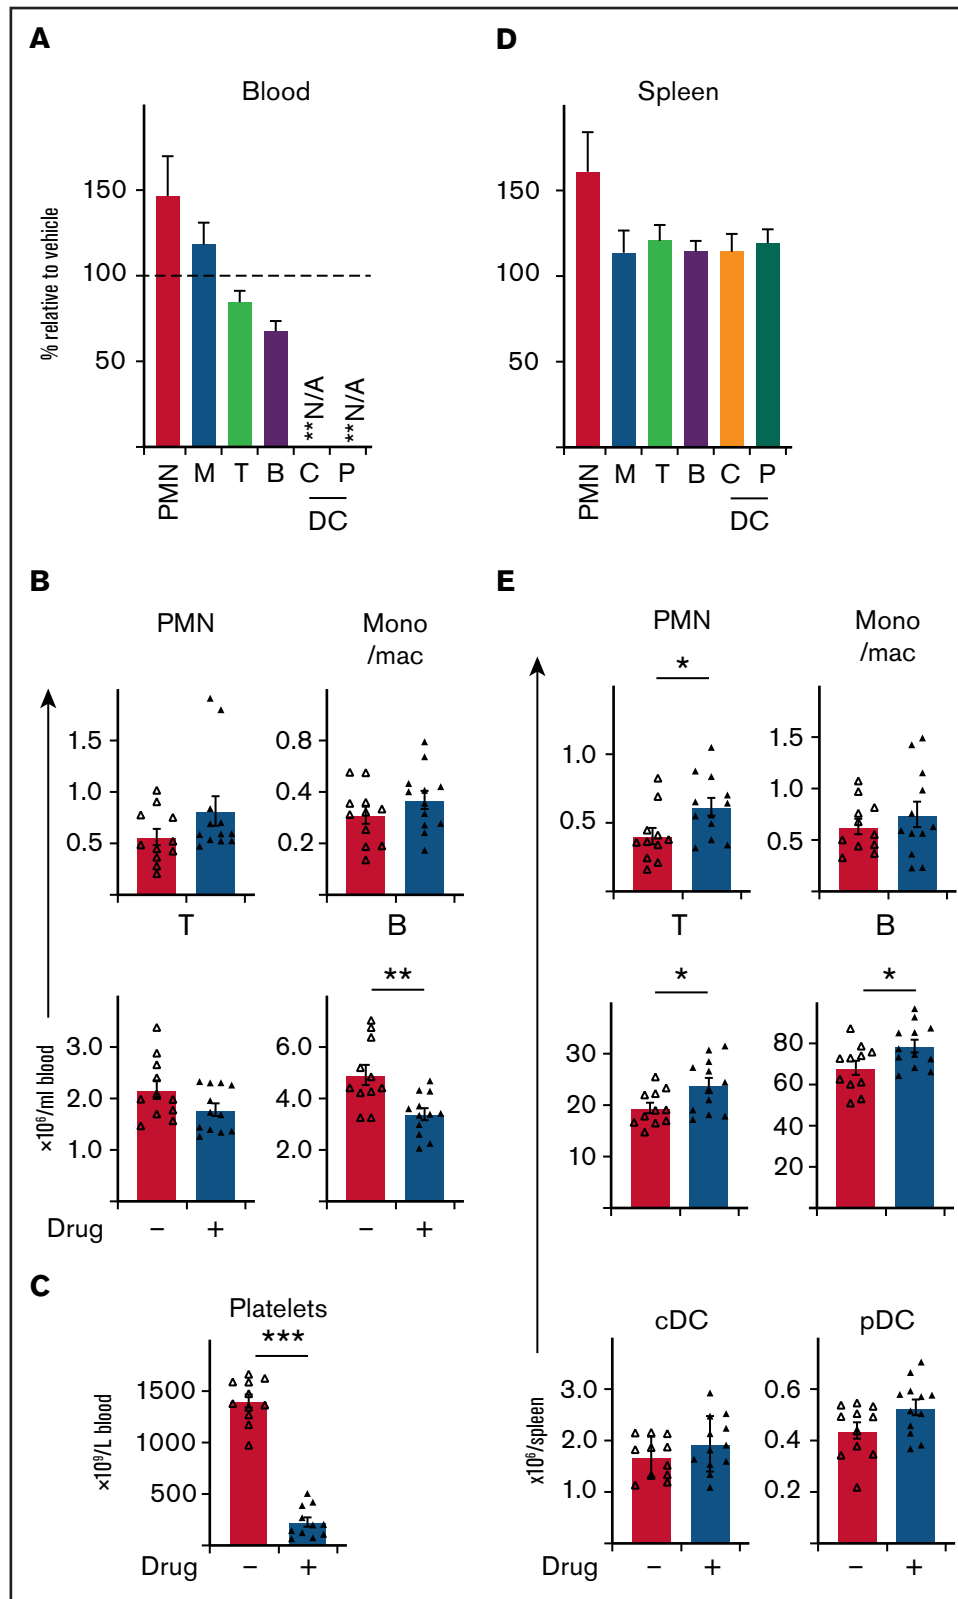 A
Blood
% relative to vehicle
150
100
50
**N/A
**N/A
PMN
M
T
B
C
P
DC
D
Spleen
150
100
50
PMN
M
T
B
C
P
DC
B
PMN
1.5
1.0
0.5
Mono
/mac
0.8
0.4
0.2
T
3.0
2.0
1.0
B
**
6.0
4.0
2.0
×10⁶/ml blood
Drug
−
+
−
+
C
Platelets
***
1500
1000
500
×10⁹/L blood
Drug
−
+
E
PMN
*
1.0
0.5
Mono
/mac
1.5
1.0
0.5
T
*
30
20
10
B
*
80
60
40
20
cDC
3.0
2.0
1.0
pDC
0.6
0.4
0.2
x10⁶/spleen
Drug
−
+
−
+